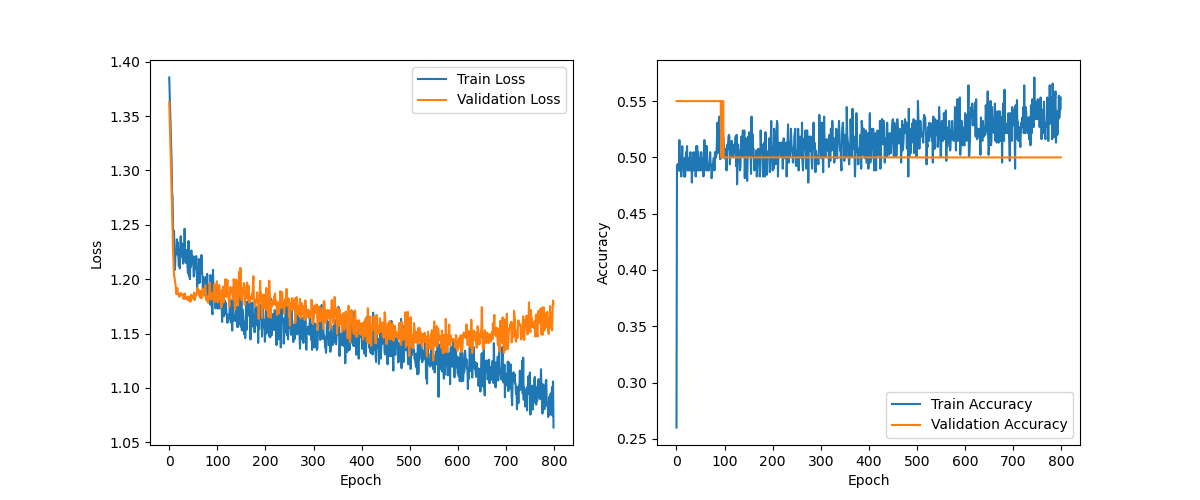 1.40
1.35
1.30
1.25
1.20
1.15
1.10
1.05
Loss
0 100 200 300 400 500 600 700 800
Epoch
Train Loss
Validation Loss
0.55
0.50
0.45
0.40
0.35
0.30
0.25
Accuracy
0 100 200 300 400 500 600 700 800
Epoch
Train Accuracy
Validation Accuracy